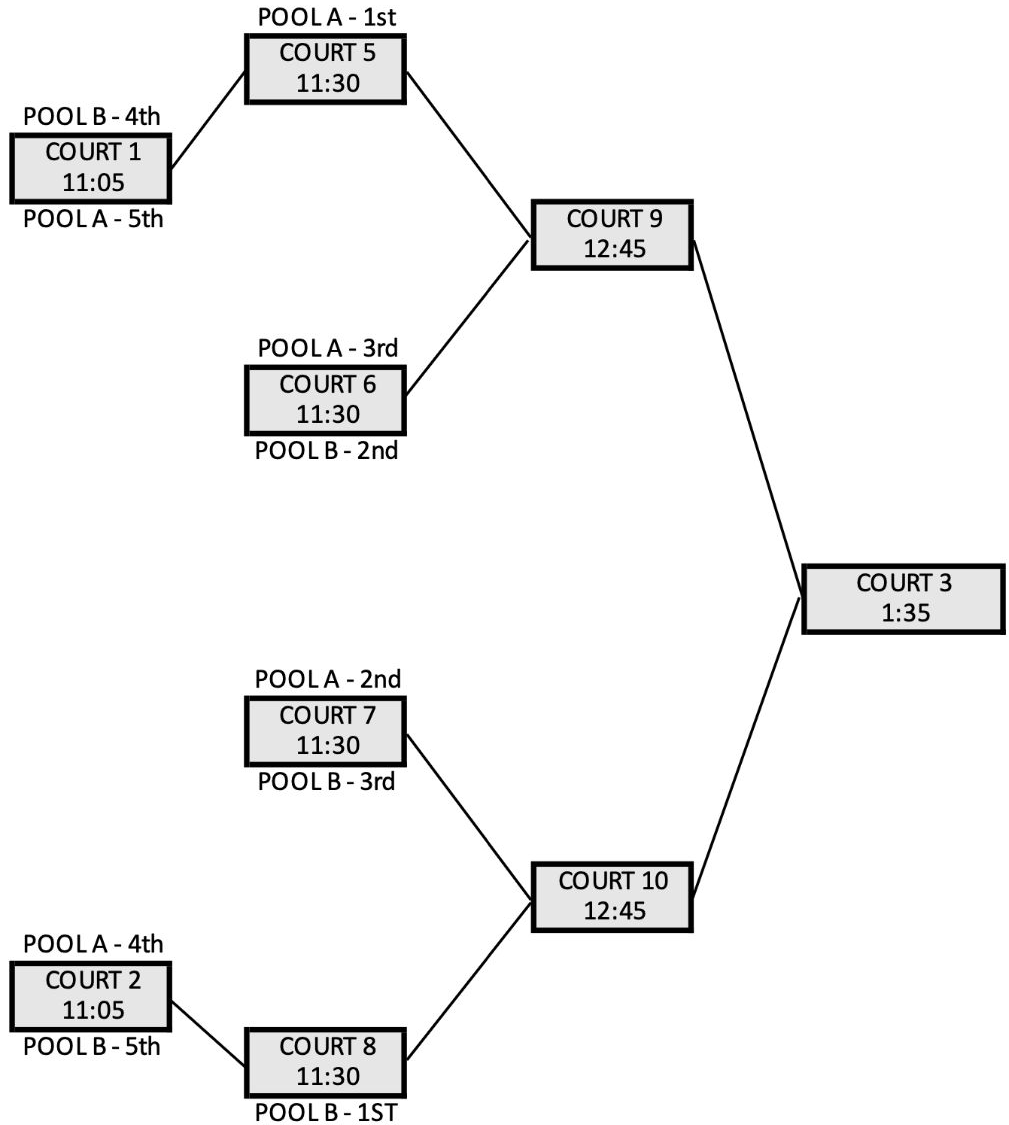 POOL A - 1st
COURT 5
11:30
POOL B - 4th
COURT 1
11:05
POOL A - 5th
COURT 9
12:45
POOL A - 3rd
COURT 6
11:30
POOL B - 2nd
COURT 3
1:35
POOL A - 2nd
COURT 7
11:30
POOL B - 3rd
COURT 10
12:45
POOL A - 4th
COURT 2
11:05
POOL B - 5th
COURT 8
11:30
POOL B - 1ST